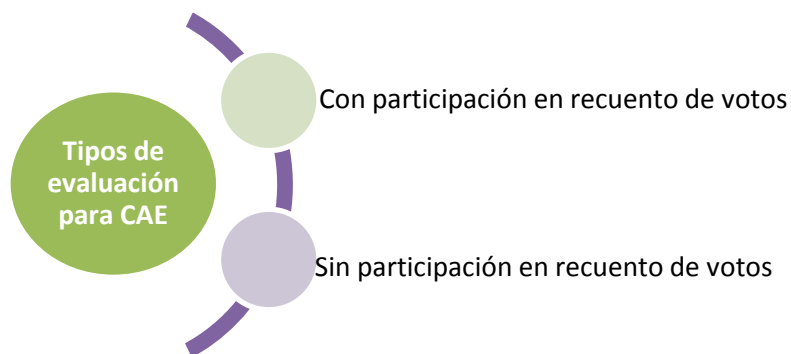 Con participación en recuento de votos
Tipos de
evaluación
para CAE
Sin participación en recuento de votos